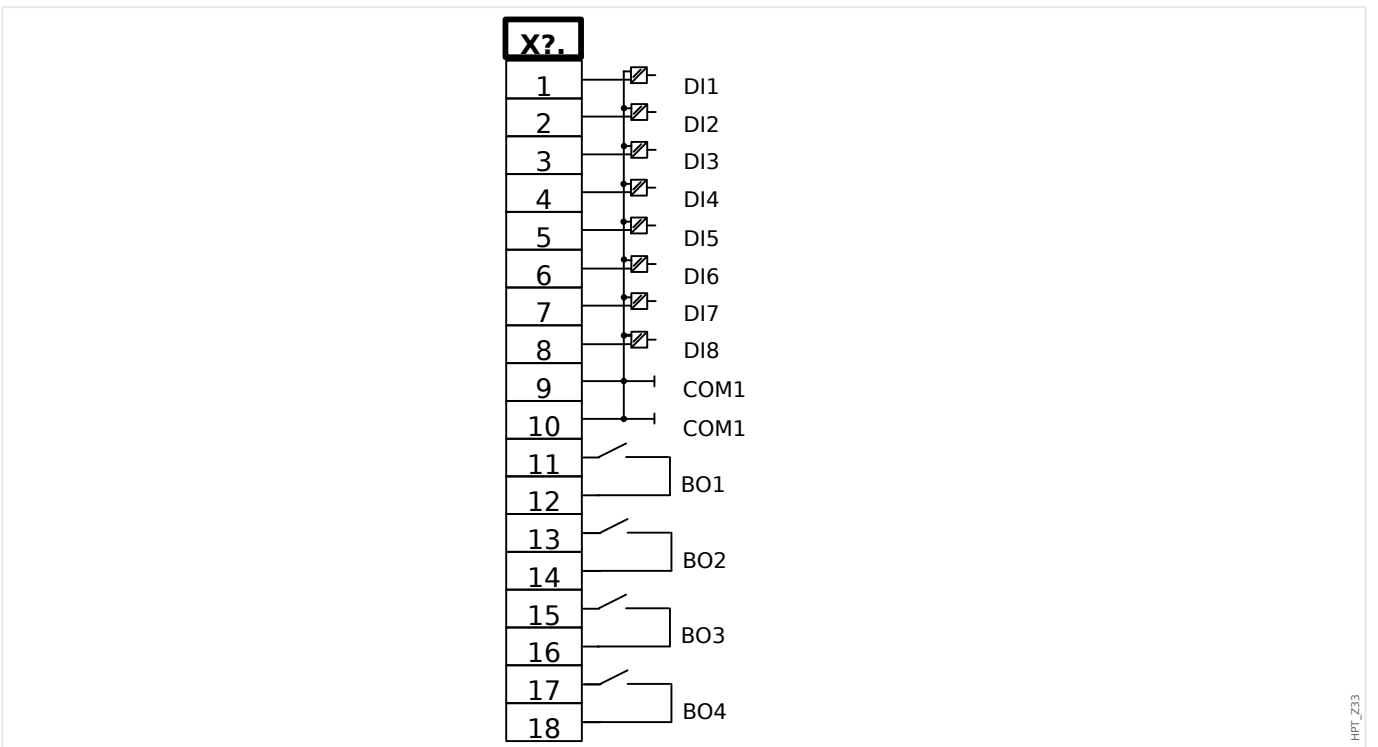 X?.
1 DI1
2 DI2
3 DI3
4 DI4
5 DI5
6 DI6
7 DI7
8 DI8
9 COM1
10 COM1
11
BO1
12
13
BO2
14
15
BO3
16
17
BO4
18
HPT_Z33